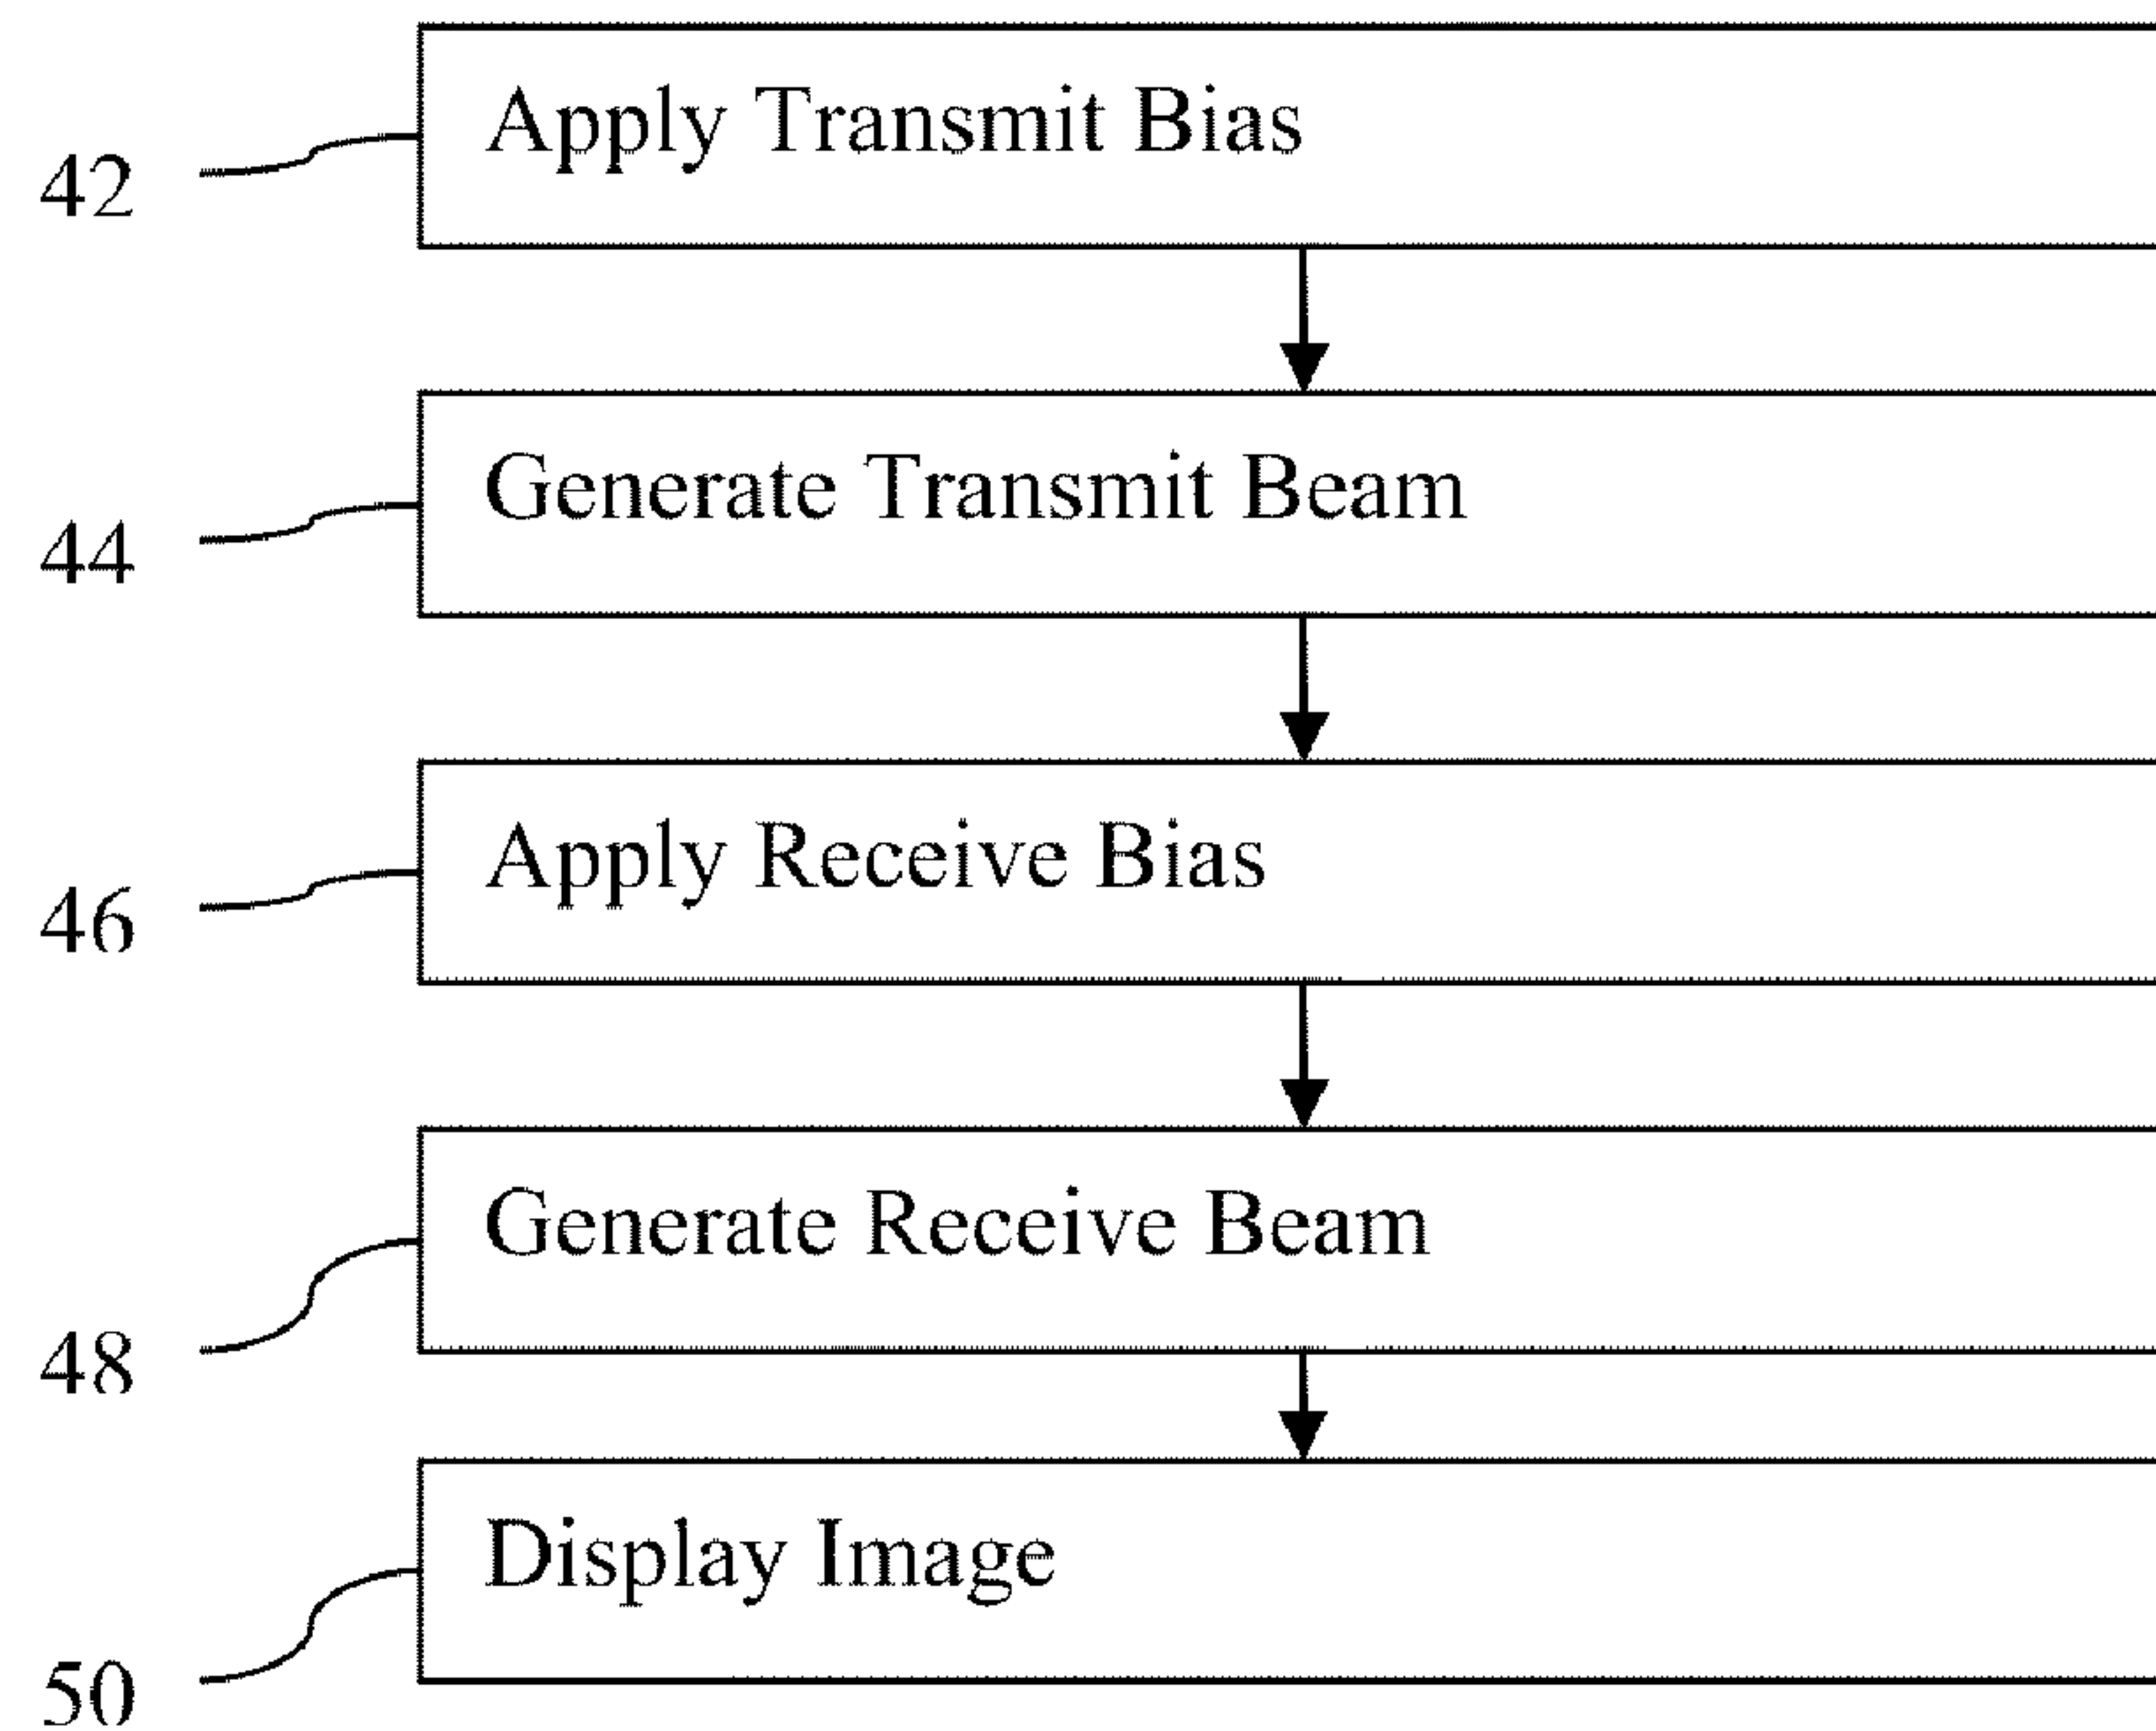 Apply Transmit Bias
42
Generate Transmit Beam
44
Apply Receive Bias
46
Generate Receive Beam
48
Display Image
50